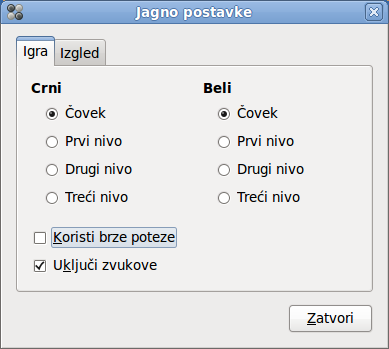 Jagno postavke
Igra Izgled
Crni Beli
Čovek Čovek
Prvi nivo Prvi nivo
Drugi nivo Drugi nivo
Treći nivo Treći nivo
Koristi brze poteze
Uključi zvukove
Zatvori